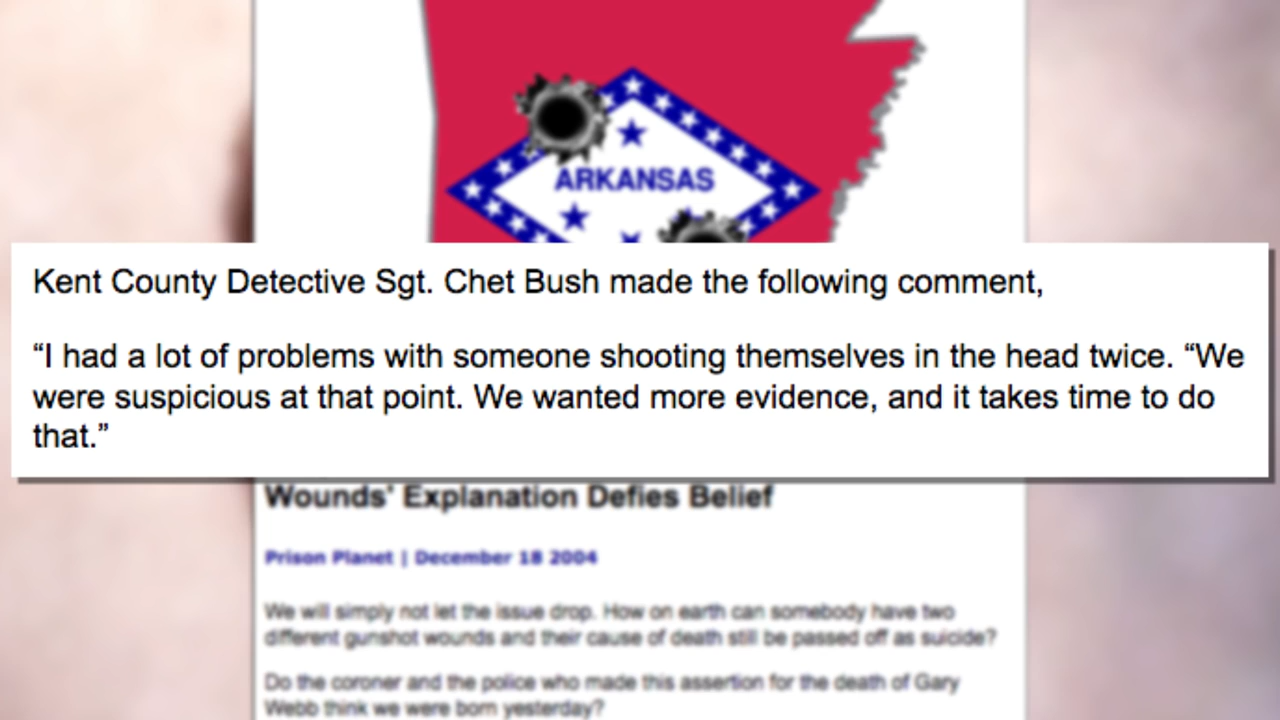 ARKANSAS
Kent County Detective Sgt. Chet Bush made the following comment,
“I had a lot of problems with someone shooting themselves in the head twice. “We
were suspicious at that point. We wanted more evidence, and it takes time to do
that.”
Wounds' Explanation Defies Belief
Prison Planet | December 18 2004
We will simply not let the issue drop. How on earth can somebody have two
different gunshot wounds and their cause of death still be passed off as suicide?
Do the coroner and the police who made this assertion for the death of Gary
Webb think we were born yesterday?